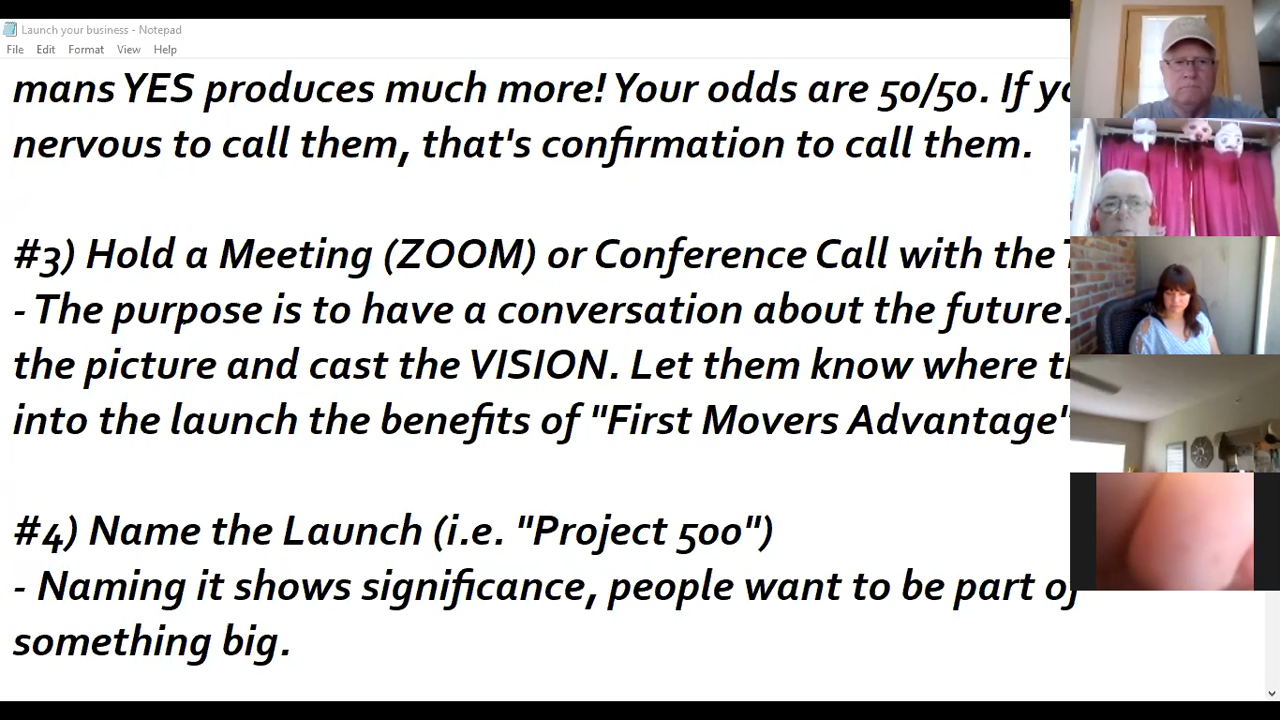 Launch your business - Notepad
File Edit Format View Help
mans YES produces much more! Your odds are 50/50. If
nervous to call them, that's confirmation to call them.
#3) Hold a Meeting (ZOOM) or Conference Call with the
- The purpose is to have a conversation about the future.
the picture and cast the VISION. Let them know where
into the launch the benefits of "First Movers Advantage"
#4) Name the Launch (i.e. "Project 500")
- Naming it shows significance, people want to be part of
something big.